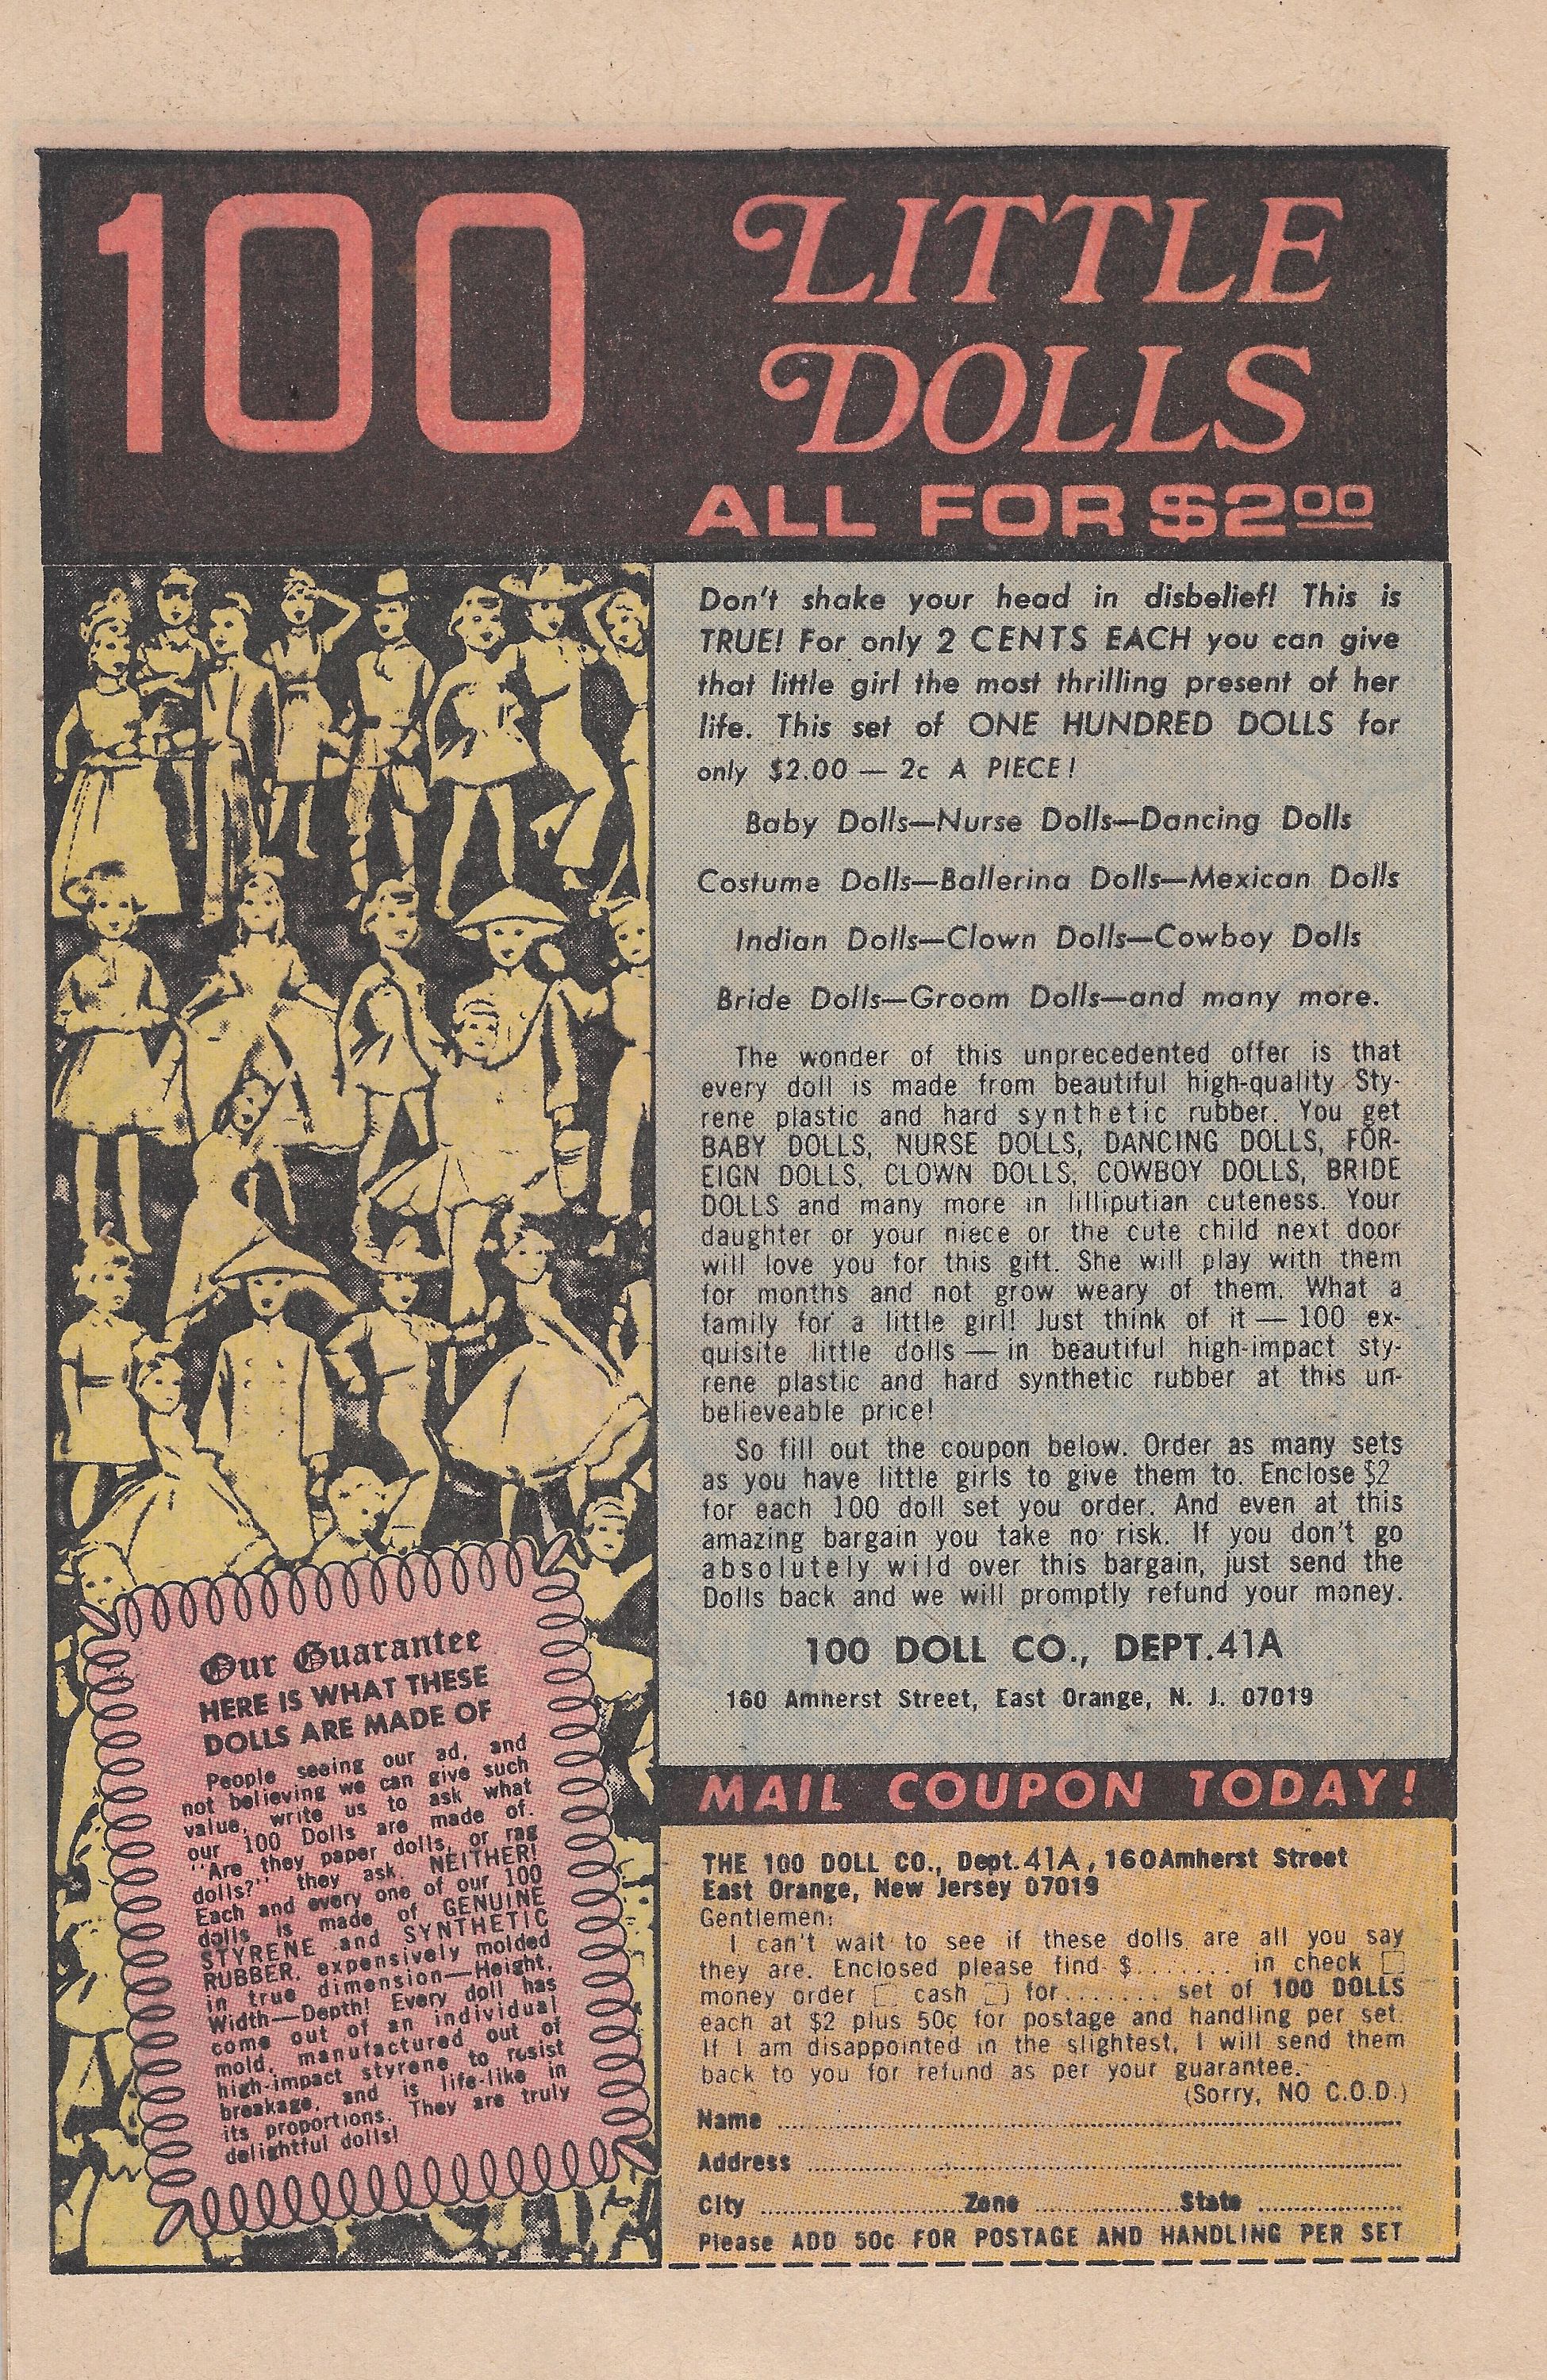 100
LITTLE
DOLLS
ALL FOR $2.00
Don't shake your head in disbelief! This is
TRUE! For only 2 CENTS EACH you can give
that little girl the most thrilling present of her
life. This set of ONE HUNDRED DOLLS for
only $2.00 — 2c A PIECE!
Baby Dolls—Nurse Dolls—Dancing Dolls
Costume Dolls—Ballerina Dolls—Mexican Dolls
Indian Dolls—Clown Dolls—Cowboy Dolls
Bride Dolls—Groom Dolls—and many more.
The wonder of this unprecedented offer is that
every doll is made from beautiful high-quality Sty-
rene plastic and hard synthetic rubber. You get
BABY DOLLS, NURSE DOLLS, DANCING DOLLS, FOR-
EIGN DOLLS, CLOWN DOLLS, COWBOY DOLLS, BRIDE
DOLLS and many more in lilliputian cuteness. Your
daughter or your niece or the cute child next door
will love you for this gift. She will play with them
for months and not grow weary of them. What a
family for a little girl! Just think of it — 100 ex-
quisite little dolls — in beautiful high-impact sty-
rene plastic and hard synthetic rubber at this un-
believeable price!
So fill out the coupon below. Order as many sets
as you have little girls to give them to. Enclose $2
for each 100 doll set you order. And even at this
amazing bargain you take no risk. If you don't go
absolutely wild over this bargain, just send the
Dolls back and we will promptly refund your money.
100 DOLL CO., DEPT. 41A
160 Amherst Street, East Orange, N. J. 07019
Our Guarantee
HERE IS WHAT THESE
DOLLS ARE MADE OF
People seeing our ad, and
not believing we can give such
value, write us to ask what
our 100 Dolls are made of.
"Are they paper dolls, or rag
dolls?" they ask. NEITHER!
Each and every one of our 100
dolls is made of GENUINE
STYRENE and SYNTHETIC
RUBBER, expensively molded
in true dimension—Height,
Width—Depth! Every doll has
come out of an individual
mold, manufactured out of
high-impact styrene to resist
breakage, and is life-like in
its proportions. They are truly
delightful dolls!
MAIL COUPON TODAY!
THE 100 DOLL CO., Dept. 41A, 160 Amherst Street
East Orange, New Jersey 07019
Gentlemen:
I can't wait to see if these dolls are all you say
they are. Enclosed please find $........ in check □
money order □ cash □ for........ set of 100 DOLLS
each at $2 plus 50c for postage and handling per set.
If I am disappointed in the slightest, I will send them
back to you for refund as per your guarantee.
(Sorry, NO C.O.D.)
Name
Address
City Zone State
Please ADD 50c FOR POSTAGE AND HANDLING PER SET